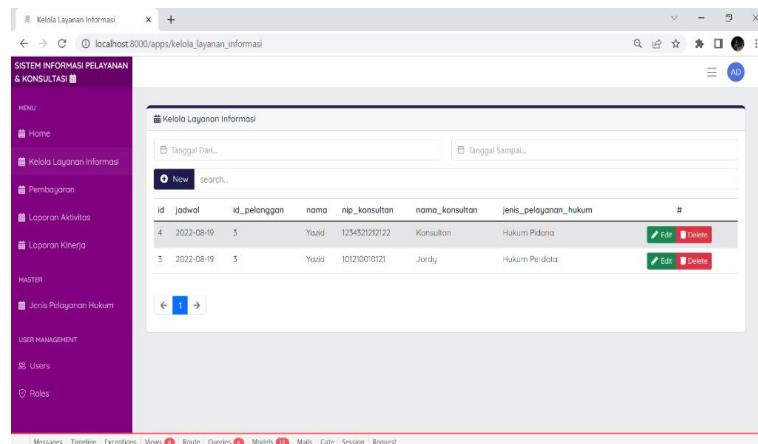 Kelola Layanan Informasi
localhost:8000/apps/kelola_layanan_informasi
SISTEM INFORMASI PELAYANAN
& KONSULTASI
AD
MENU
Home
Kelola Layanan Informasi
Pembayaran
Laporan Aktivitas
Laporan Kinerja
MASTER
Jenis Pelayanan Hukum
USER MANAGEMENT
Users
Roles
Kelola Layanan Informasi
Tanggal Dari... Tanggal Sampai...
New search..
id jadwal id_pelanggan nama nip_konsultan nama_konsultan jenis_pelayanan_hukum #
4 2022-08-19 3 Yazid 1234321212122 Konsultan Hukum Pidana Edit Delete
3 2022-08-19 3 Yazid 101210010121 Jordy Hukum Perdata Edit Delete
← 1 →
Messages Timeline Exceptions Views 4 Route Queries 6 Models 13 Mails Gate Session Request